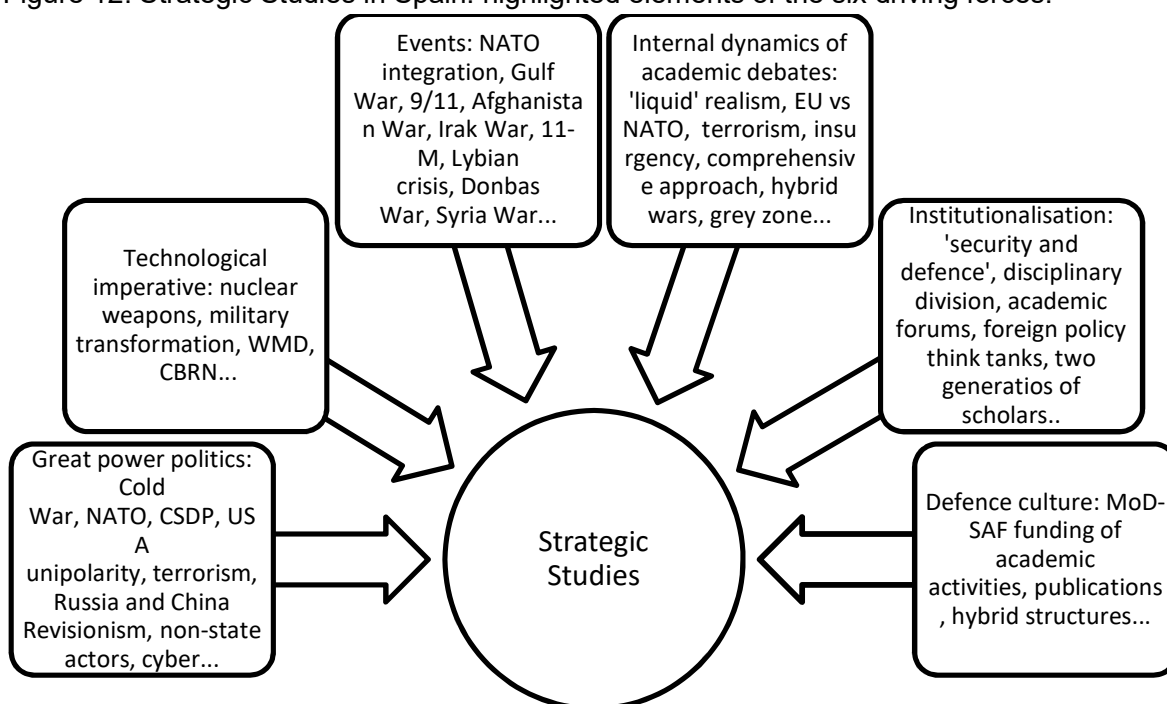 Figure 12. Strategic Studies in Spain: highlighted elements of the six driving forces.
Events: NATO
integration, Gulf
War, 9/11, Afghanista
n War, Irak War, 11-
M, Lybian
crisis, Donbas
War, Syria War...
Internal dynamics of
academic debates:
'liquid' realism, EU vs
NATO, terrorism, insu
rgency, comprehensiv
e approach, hybrid
wars, grey zone...
Technological
imperative: nuclear
weapons, military
transformation, WMD,
CBRN...
Institutionalisation:
'security and
defence', disciplinary
division, academic
forums, foreign policy
think tanks, two
generatios of
scholars..
Great power politics:
Cold
War, NATO, CSDP, US
A
unipolarity, terrorism,
Russia and China
Revisionism, non-state
actors, cyber...
Strategic
Studies
Defence culture: MoD-
SAF funding of
academic
activities, publications
, hybrid structures...